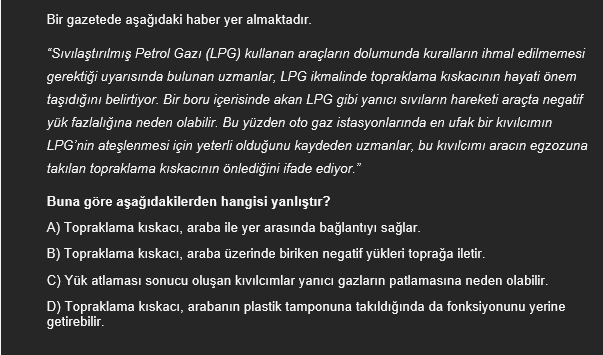 Bir gazetede aşağıdaki haber yer almaktadır.
“Sıvılaştırılmış Petrol Gazı (LPG) kullanan araçların dolumunda kuralların ihmal edilmemesi
gerektiği uyarısında bulunan uzmanlar, LPG ikmalinde topraklama kıskacının hayati önem
taşıdığını belirtiyor. Bir boru içerisinde akan LPG gibi yanıcı sıvıların hareketi araçta negatif
yük fazlalığına neden olabilir. Bu yüzden oto gaz istasyonlarında en ufak bir kıvılcımın
LPG’nin ateşlenmesi için yeterli olduğunu kaydeden uzmanlar, bu kıvılcımı aracın egzozuna
takılan topraklama kıskacının önlediğini ifade ediyor.”
Buna göre aşağıdakilerden hangisi yanlıştır?
A) Topraklama kıskacı, araba ile yer arasında bağlantıyı sağlar.
B) Topraklama kıskacı, araba üzerinde biriken negatif yükleri toprağa iletir.
C) Yük atlaması sonucu oluşan kıvılcımlar yanıcı gazların patlamasına neden olabilir.
D) Topraklama kıskacı, arabanın plastik tamponuna takıldığında da fonksiyonunu yerine
getirebilir.